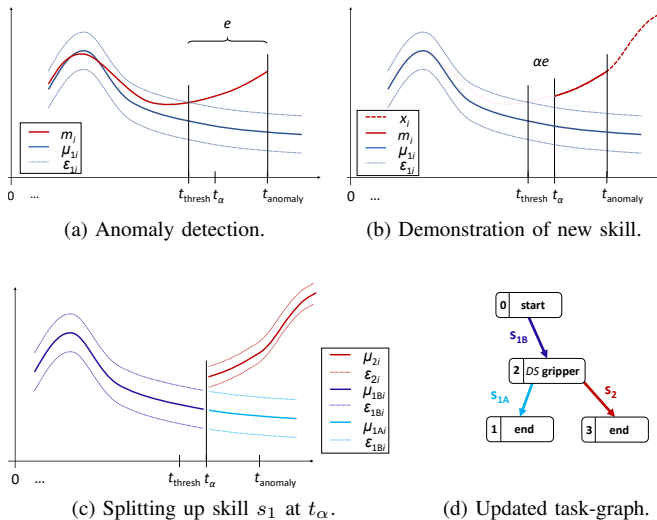 e
m_i
μ_1i
ε_1i
0 ... t_thresh t_α t_anomaly
(a) Anomaly detection.
αe
x_i
m_i
μ_1i
ε_1i
0 ... t_thresh t_α t_anomaly
(b) Demonstration of new skill.
μ_2i
ε_2i
μ_1Bi
ε_1Bi
μ_1Ai
ε_1Bi
0 ... t_thresh t_α t_anomaly
(c) Splitting up skill s_1 at t_α.
0 start
s_1B
2 DS gripper
s_1A s_2
1 end 3 end
(d) Updated task-graph.